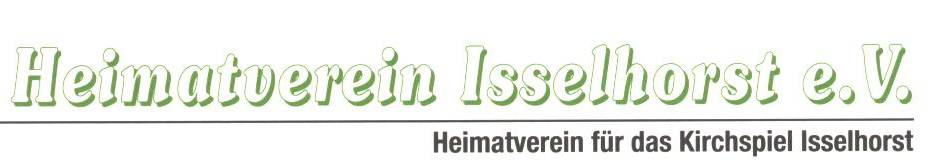 Heimatverein Isselhorst e.V.
Heimatverein für das Kirchspiel Isselhorst